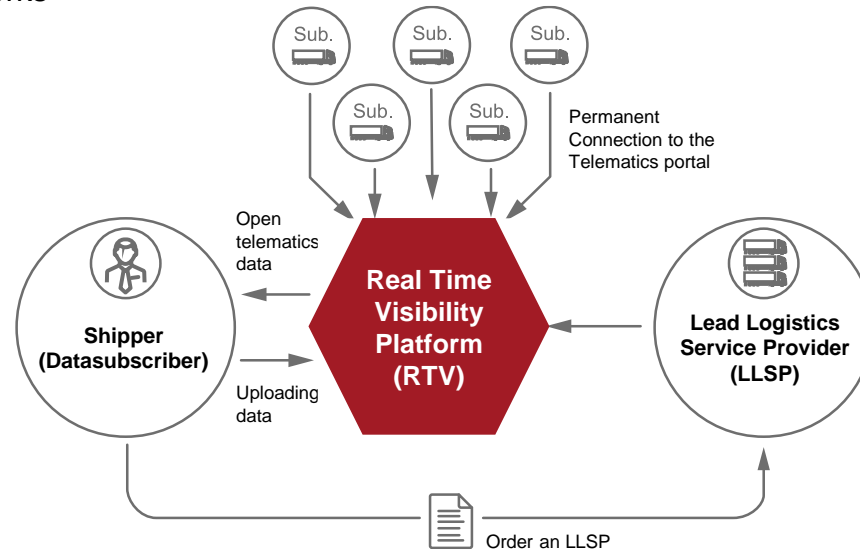 Sub.
Sub.
Sub.
Sub.
Sub.
Permanent
Connection to the
Telematics portal
Open
telematics
data
Real Time
Visibility
Platform
(RTV)
Shipper
(Datasubscriber)
Lead Logistics
Service Provider
(LLSP)
Uploading
data
Order an LLSP